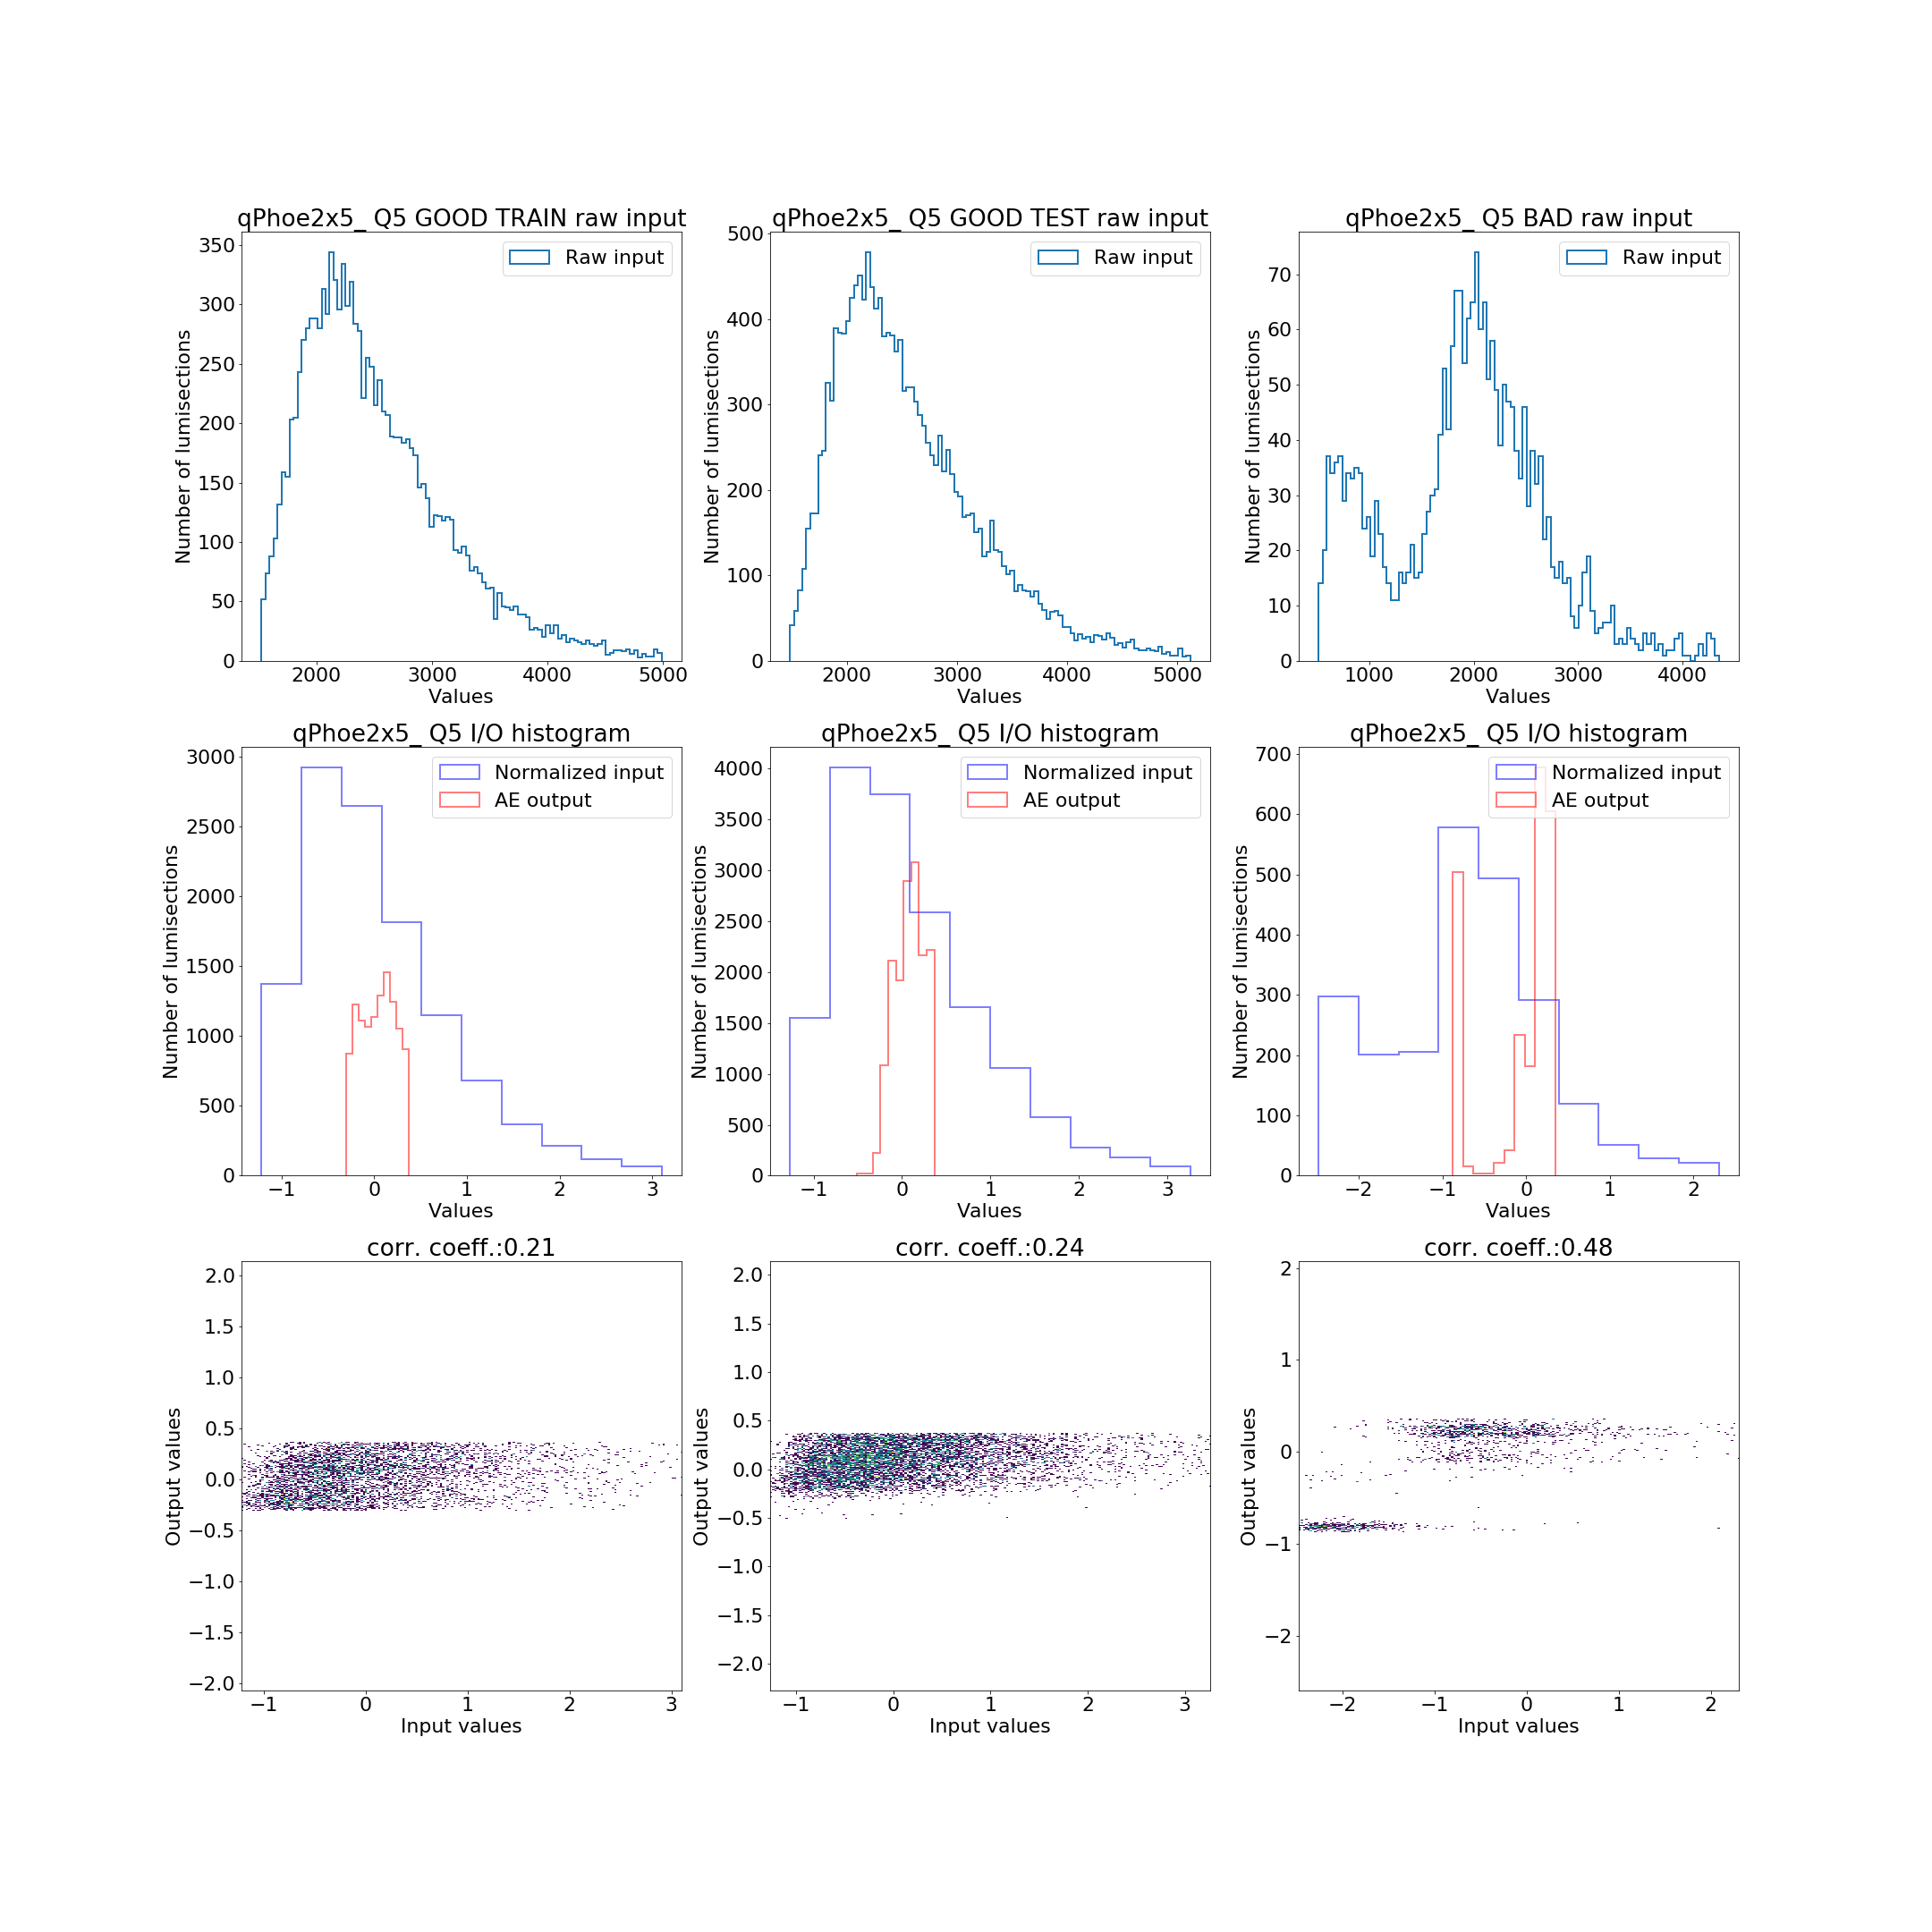 qPhoe2x5_ Q5 GOOD TRAIN raw input
Raw input
Number of lumisections
350
300
250
200
150
100
50
0
2000 3000 4000 5000
Values
qPhoe2x5_ Q5 GOOD TEST raw input
Raw input
Number of lumisections
500
400
300
200
100
0
2000 3000 4000 5000
Values
qPhoe2x5_ Q5 BAD raw input
Raw input
Number of lumisections
70
60
50
40
30
20
10
0
1000 2000 3000 4000
Values
qPhoe2x5_ Q5 I/O histogram
Normalized input
AE output
Number of lumisections
3000
2500
2000
1500
1000
500
0
−1 0 1 2 3
Values
qPhoe2x5_ Q5 I/O histogram
Normalized input
AE output
Number of lumisections
4000
3500
3000
2500
2000
1500
1000
500
0
−1 0 1 2 3
Values
qPhoe2x5_ Q5 I/O histogram
Normalized input
AE output
Number of lumisections
700
600
500
400
300
200
100
0
−2 −1 0 1 2
Values
corr. coeff.:0.21
Output values
2.0
1.5
1.0
0.5
0.0
−0.5
−1.0
−1.5
−2.0
−1 0 1 2 3
Input values
corr. coeff.:0.24
Output values
2.0
1.5
1.0
0.5
0.0
−0.5
−1.0
−1.5
−2.0
−1 0 1 2 3
Input values
corr. coeff.:0.48
Output values
2
1
0
−1
−2
−2 −1 0 1 2
Input values